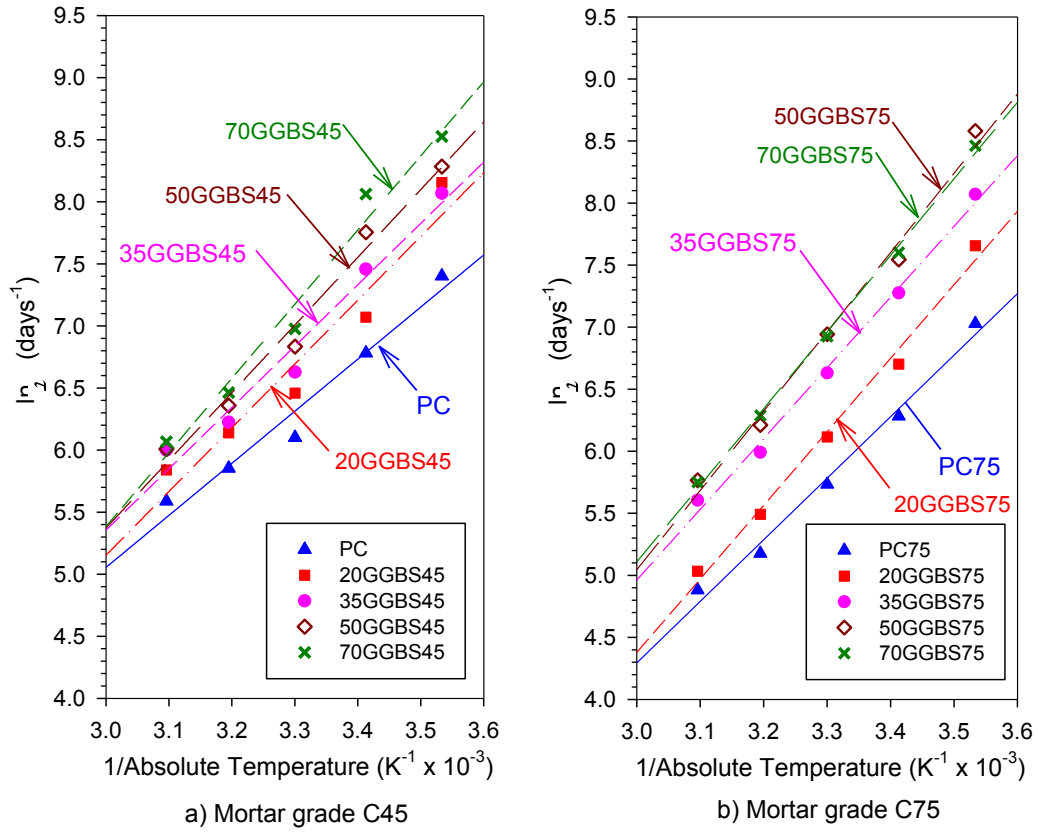 9.5
9.0
8.5
8.0
7.5
7.0
6.5
6.0
5.5
5.0
4.5
4.0
(days-1)
70GGBS45
50GGBS45
35GGBS45
PC
20GGBS45
PC
20GGBS45
35GGBS45
50GGBS45
70GGBS45
3.0 3.1 3.2 3.3 3.4 3.5 3.6
1/Absolute Temperature (K-1 x 10-3)
a) Mortar grade C45
9.5
9.0
8.5
8.0
7.5
7.0
6.5
6.0
5.5
5.0
4.5
4.0
(days-1)
50GGBS75
70GGBS75
35GGBS75
PC75
20GGBS75
PC75
20GGBS75
35GGBS75
50GGBS75
70GGBS75
3.0 3.1 3.2 3.3 3.4 3.5 3.6
1/Absolute Temperature (K-1 x 10-3)
b) Mortar grade C75